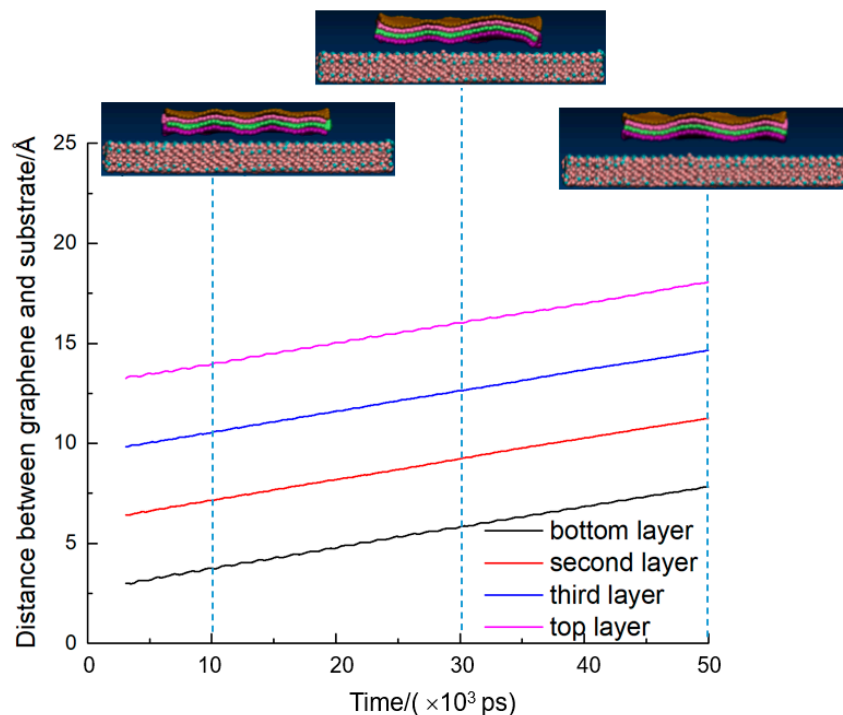 25
20
15
10
5
0
Distance between graphene and substrate/Å
bottom layer
second layer
third layer
top layer
0 10 20 30 40 50
Time/( ×10³ ps)